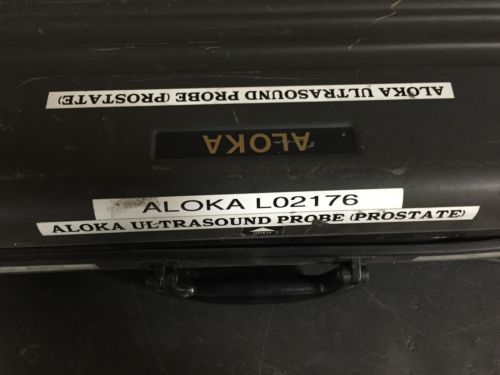 ALOKA ULTRASOUND PROBE (PROSTATE)
ALOKA
ALOKA L02176
ALOKA ULTRASOUND PROBE (PROSTATE)